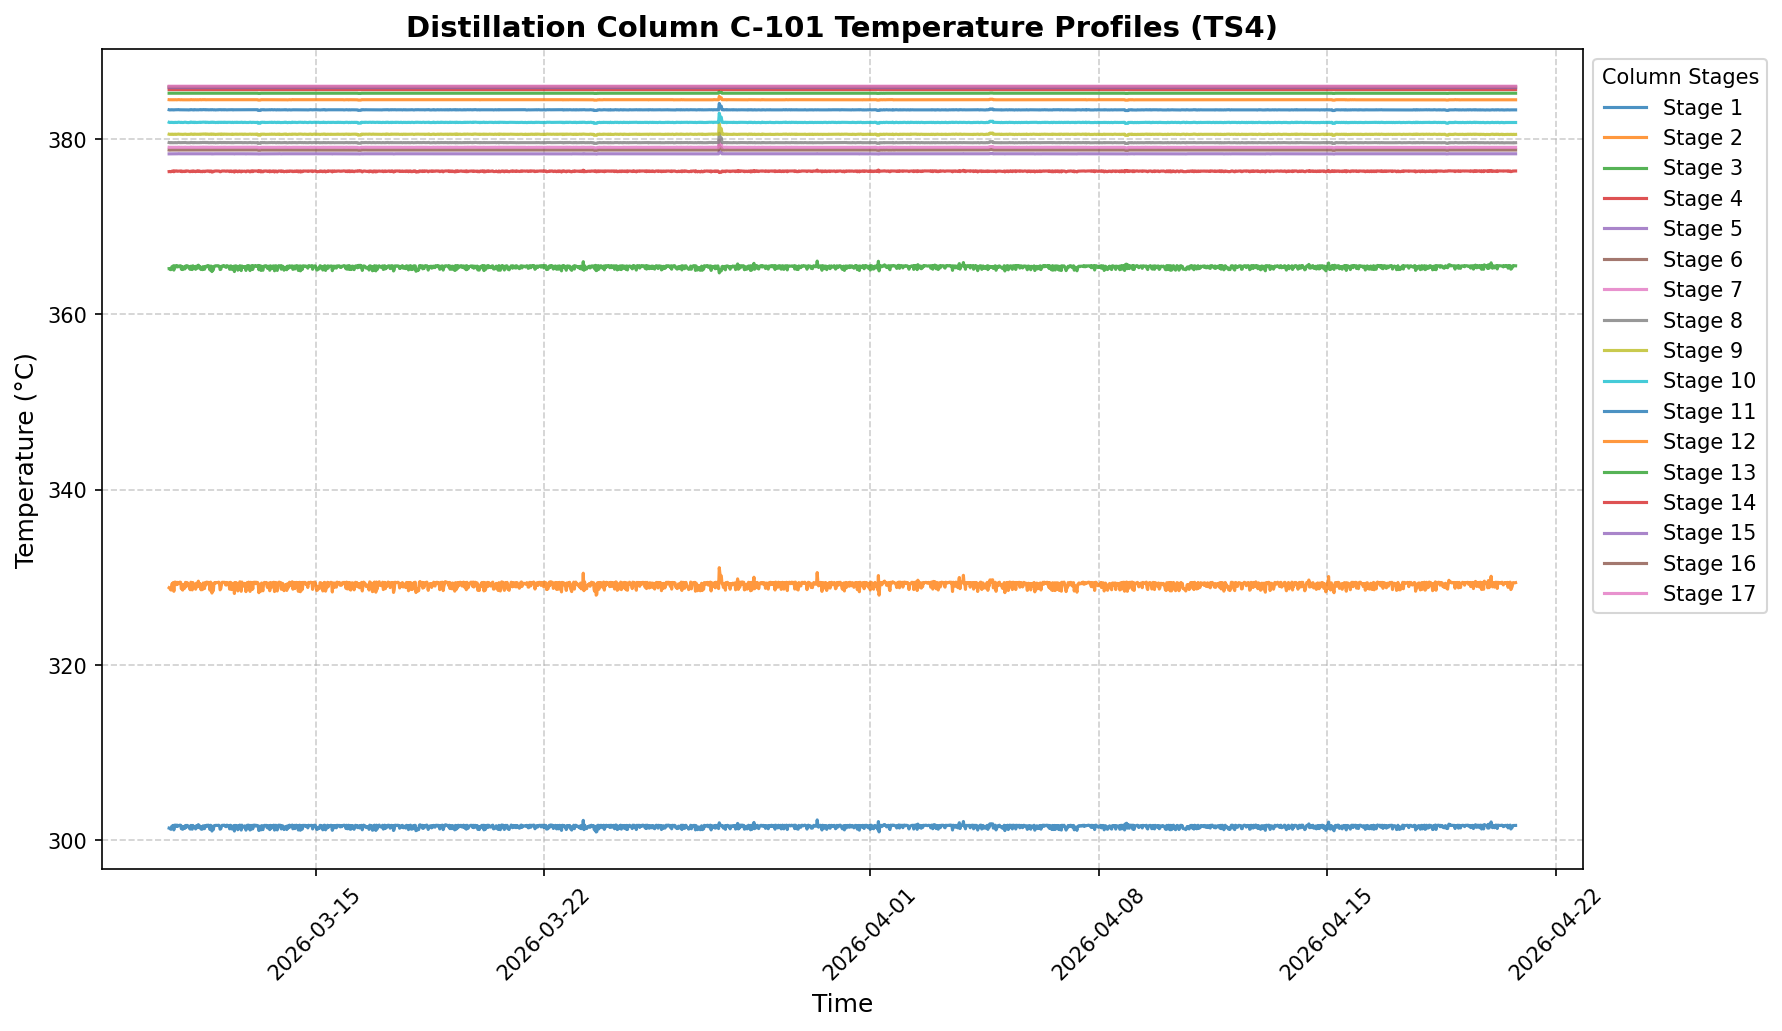 Distillation Column C-101 Temperature Profiles (TS4)
Temperature (°C)
380
360
340
320
300
2026-03-15
2026-03-22
2026-04-01
2026-04-08
2026-04-15
2026-04-22
Time
Column Stages
Stage 1
Stage 2
Stage 3
Stage 4
Stage 5
Stage 6
Stage 7
Stage 8
Stage 9
Stage 10
Stage 11
Stage 12
Stage 13
Stage 14
Stage 15
Stage 16
Stage 17